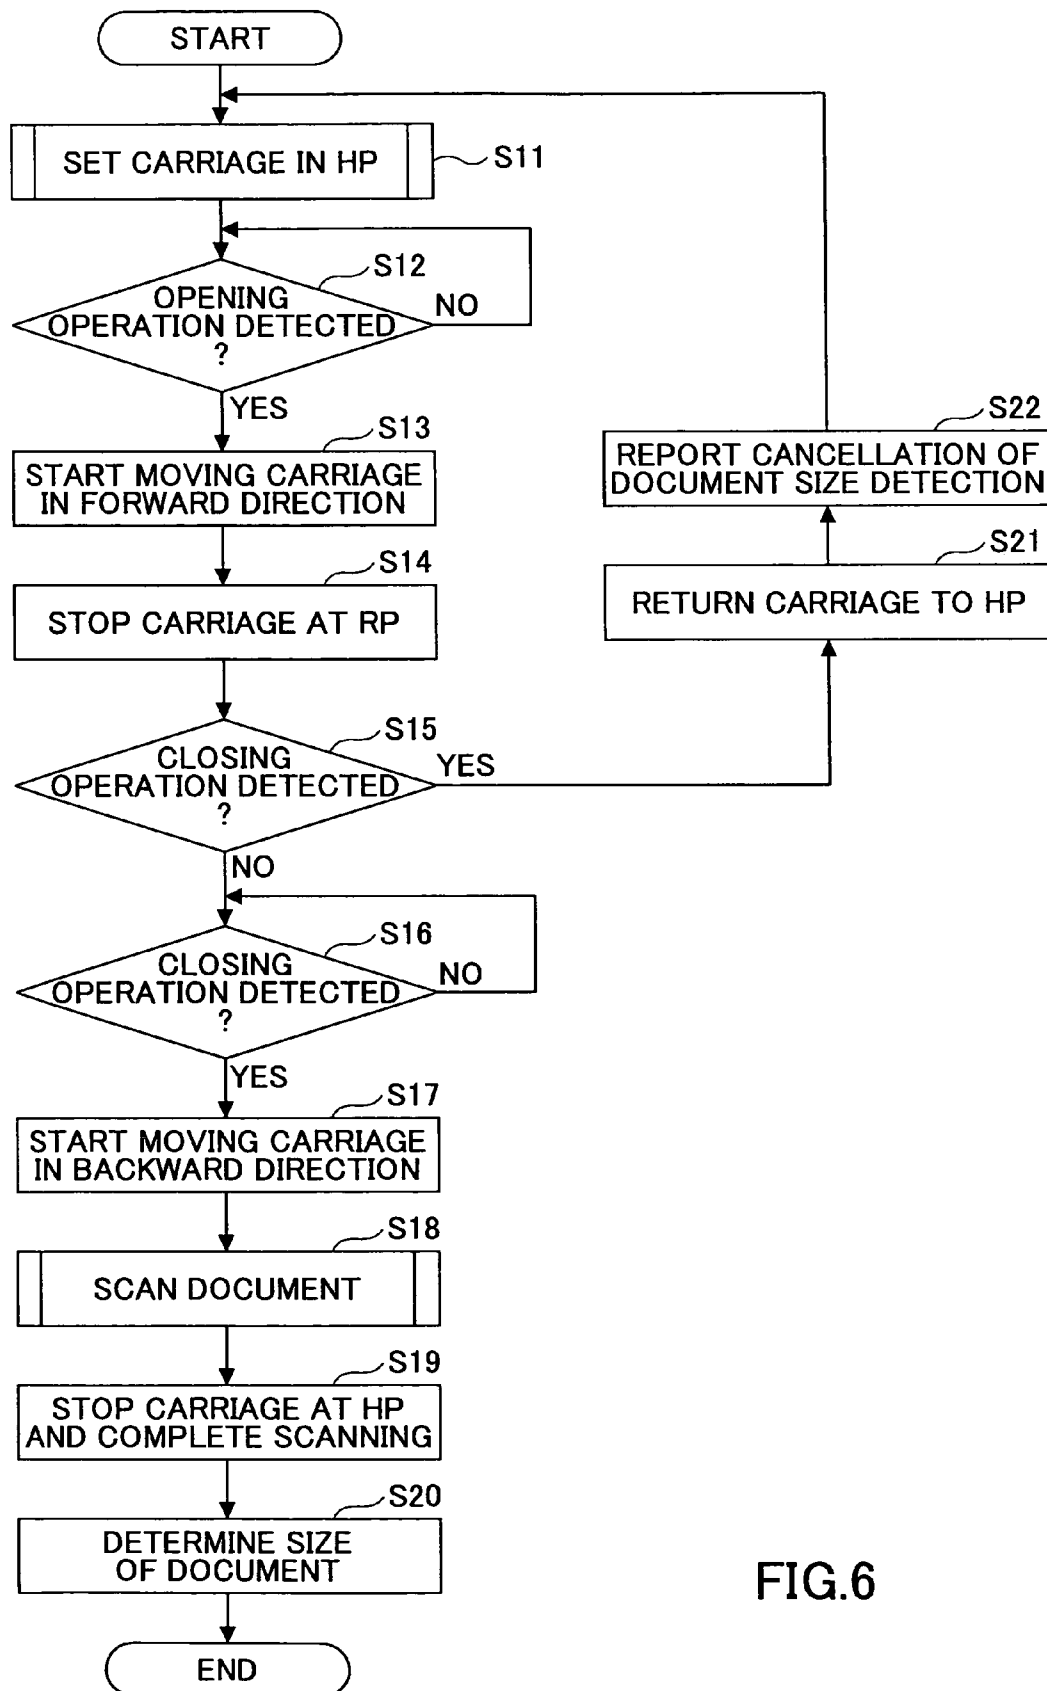 START
SET CARRIAGE IN HP
S11
S12
OPENING
OPERATION DETECTED
?
NO
YES
S13
START MOVING CARRIAGE
IN FORWARD DIRECTION
S14
STOP CARRIAGE AT RP
S15
CLOSING
OPERATION DETECTED
?
YES
NO
S22
REPORT CANCELLATION OF
DOCUMENT SIZE DETECTION
S21
RETURN CARRIAGE TO HP
S16
CLOSING
OPERATION DETECTED
?
NO
YES
S17
START MOVING CARRIAGE
IN BACKWARD DIRECTION
S18
SCAN DOCUMENT
S19
STOP CARRIAGE AT HP
AND COMPLETE SCANNING
S20
DETERMINE SIZE
OF DOCUMENT
END
FIG.6